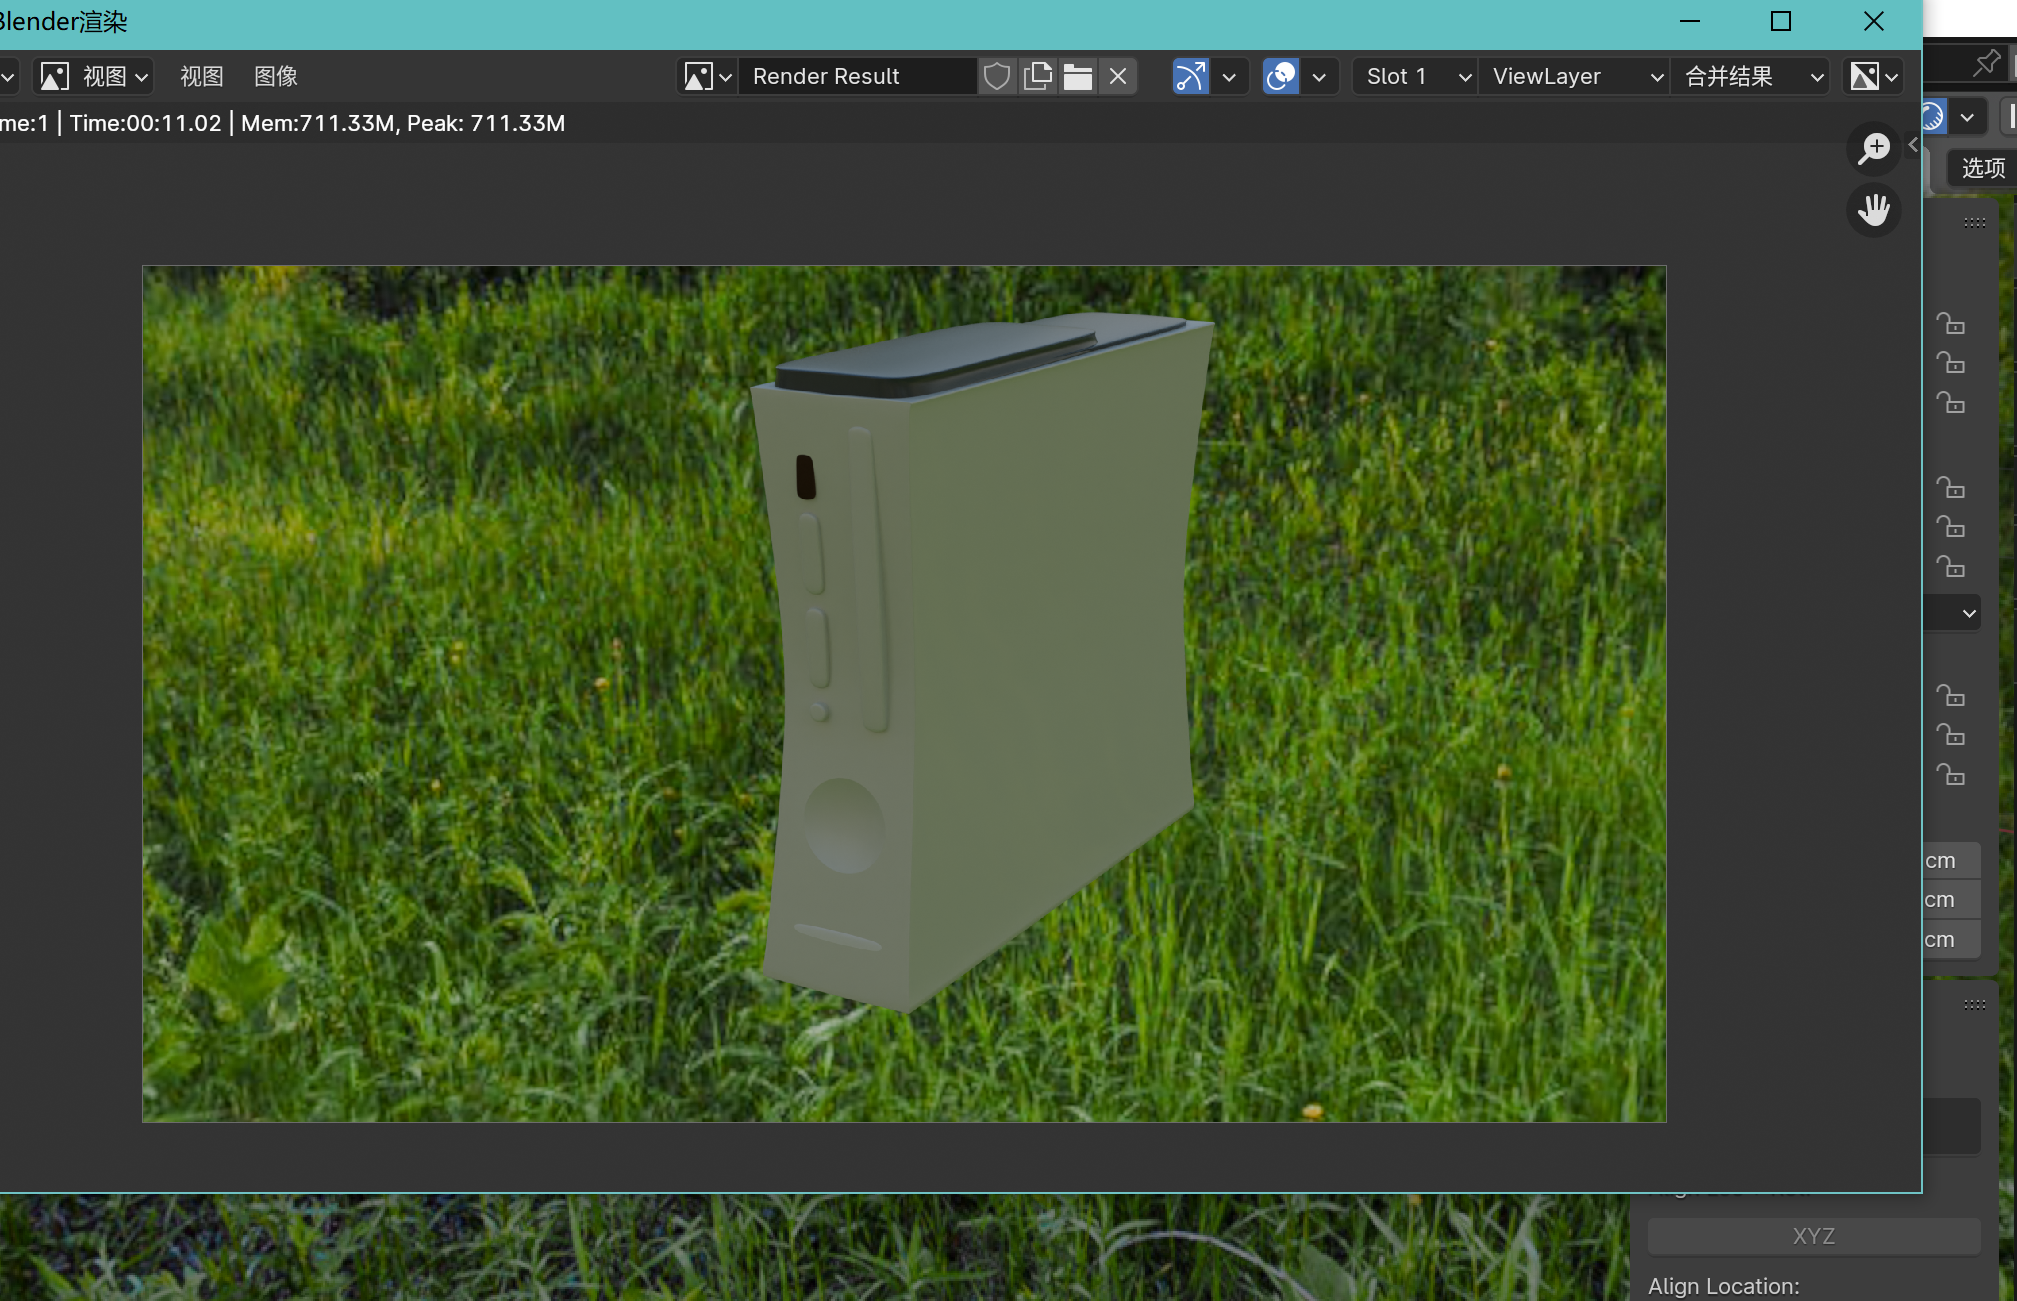 Blender渲染
视图 视图 图像 Render Result Slot 1 ViewLayer 合并结果
me:1 | Time:00:11.02 | Mem:711.33M, Peak: 711.33M
选项
cm
cm
cm
XYZ
Align Location: